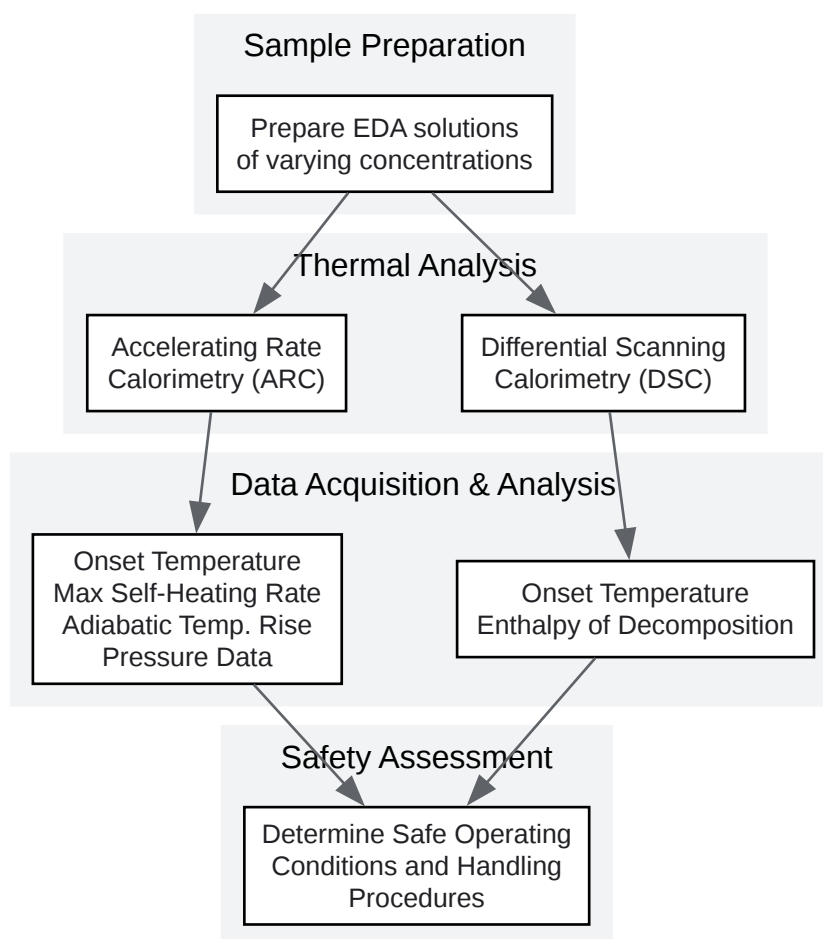 Sample Preparation
Prepare EDA solutions
of varying concentrations
Thermal Analysis
Accelerating Rate
Calorimetry (ARC)
Differential Scanning
Calorimetry (DSC)
Data Acquisition & Analysis
Onset Temperature
Max Self-Heating Rate
Adiabatic Temp. Rise
Pressure Data
Onset Temperature
Enthalpy of Decomposition
Safety Assessment
Determine Safe Operating
Conditions and Handling
Procedures